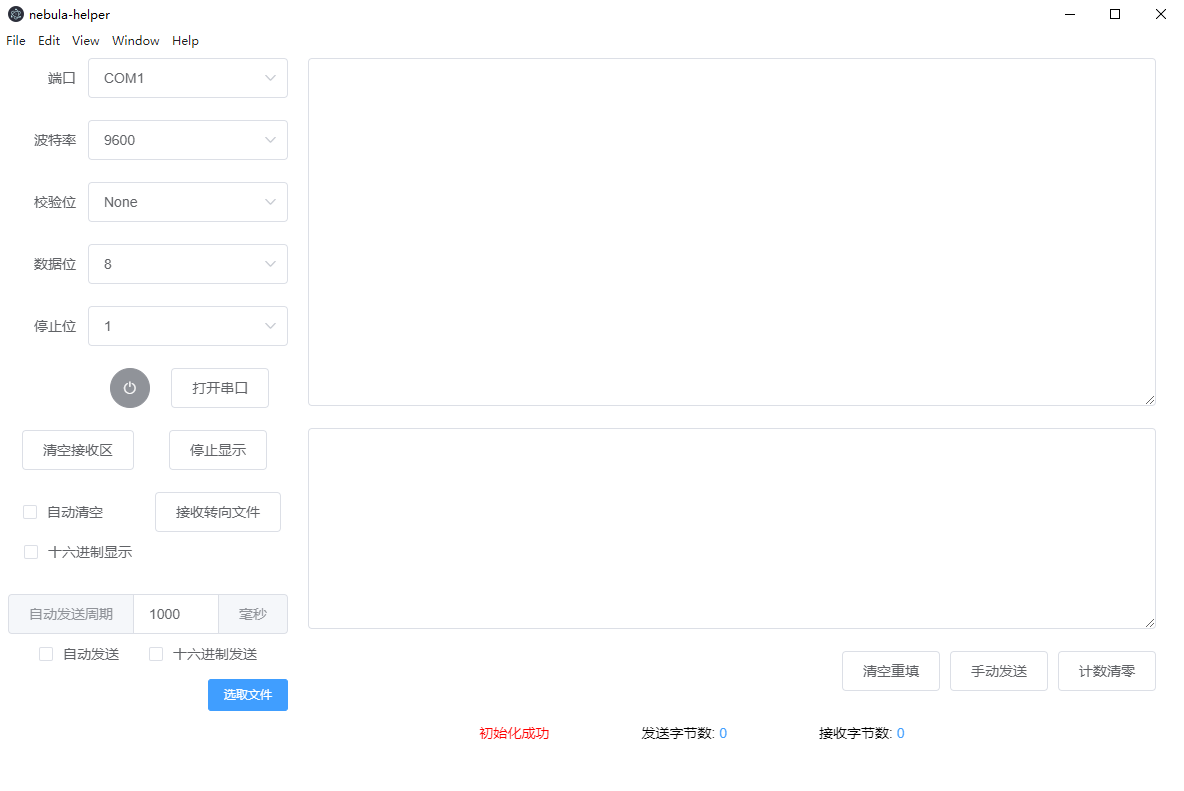 nebula-helper
File Edit View Window Help
端口 COM1
波特率 9600
校验位 None
数据位 8
停止位 1
打开串口
清空接收区 停止显示
自动清空 接收转向文件
十六进制显示
自动发送周期 1000 毫秒
自动发送 十六进制发送
选取文件
清空重填 手动发送 计数清零
初始化成功 发送字节数: 0 接收字节数: 0